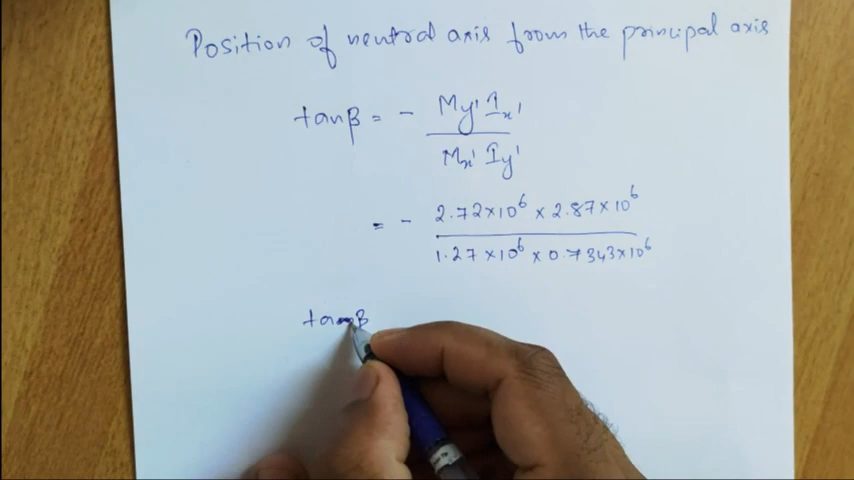 Position of neutral axis from the principal axis
tanβ = - My' Ix' / Mx' Iy'
= - 2.72×10⁶ × 2.87×10⁶ / 1.27×10⁶ × 0.7343×10⁶
tanβ